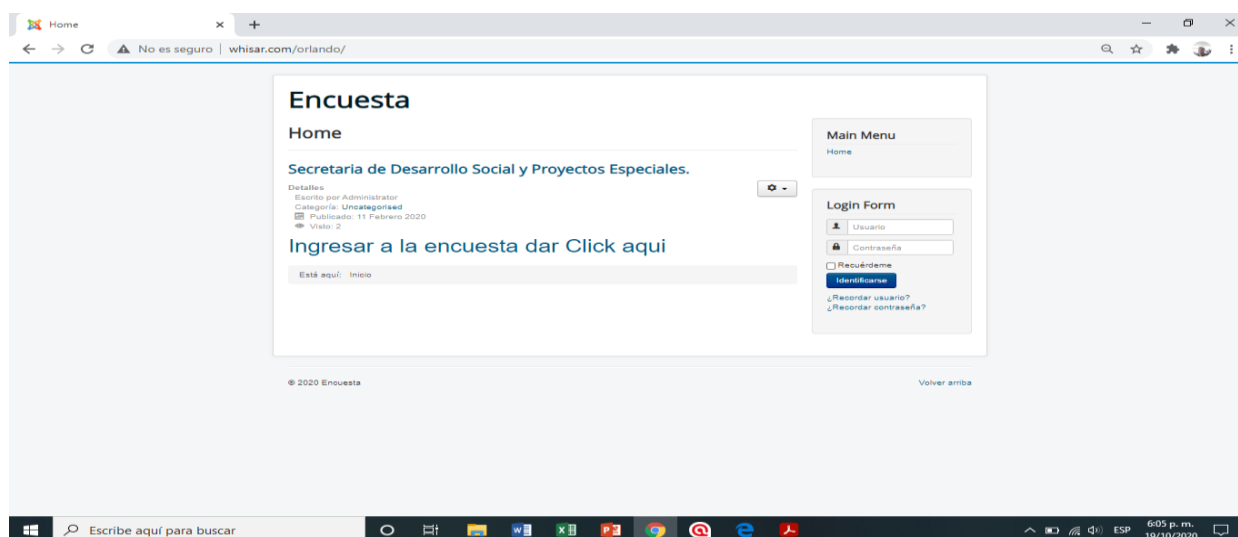 Home
No es seguro | whisar.com/orlando/
Encuesta
Home
Secretaria de Desarrollo Social y Proyectos Especiales.
Detalles
Escrito por Administrator
Categoría: Uncategorised
Publicado: 11 Febrero 2020
Visto: 2
Ingresar a la encuesta dar Click aqui
Está aquí: Inicio
Main Menu
Home
Login Form
Usuario
Contraseña
Recuérdeme
Identificarse
¿Recordar usuario?
¿Recordar contraseña?
© 2020 Encuesta
Volver arriba
Escribe aquí para buscar
ESP
6:05 p. m.
19/10/2020